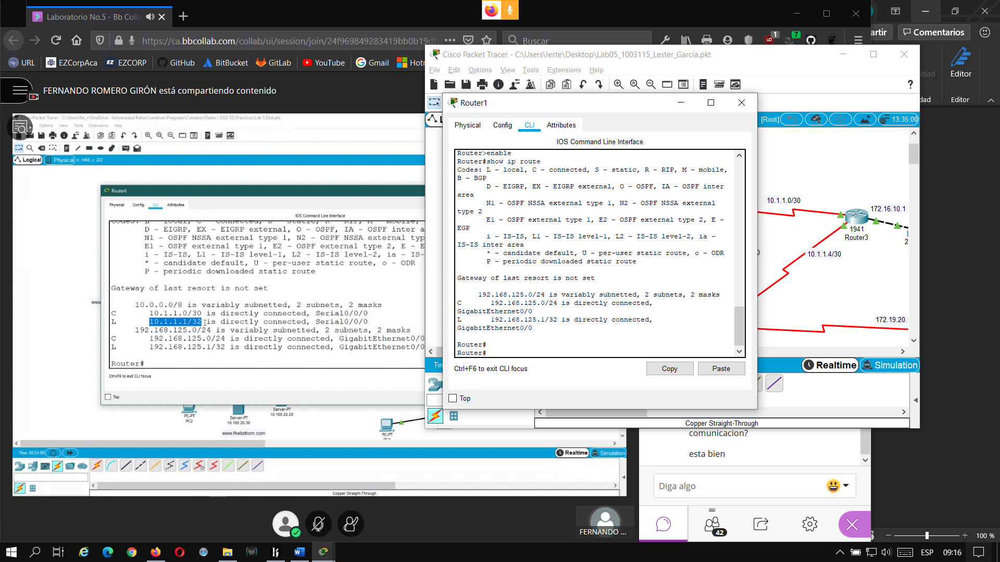 Laboratorio No.5 - Bb Colla
https://ca.bbcollab.com/collab/ui/session/join/24f969849283419bb0b19df
Buscar
1
7
artir
Comentarios
URL
EZCorpAca
EZCORP
GitHub
BitBucket
GitLab
YouTube
Gmail
Hotr
Editor
Editor
idad
dad
FERNANDO ROMERO GIRÓN está compartiendo contenido
Cisco Packet Tracer - C:\Users\fer_r\OneDrive - Universidad Rafael Landivar\Pregrado\Catedras\Redes I 2020 T2\Practicas\Lab 5 Dist.pkt
Options View Tools Extensions Help
Logical
Physical
x: 1468, y: 222
Router6
Physical Config CLI Attributes
IOS Command Line Interface
Codes: L - local, C - connected, S - static, R - RIP, M - mobile,
D - EIGRP, EX - EIGRP external, O - OSPF, IA - OSPF inter a
N1 - OSPF NSSA external type 1, N2 - OSPF NSSA external
E1 - OSPF external type 1, E2 - OSPF external type 2, E - E
i - IS-IS, L1 - IS-IS level-1, L2 - IS-IS level-2, ia - IS-
* - candidate default, U - per-user static route, o - ODR
P - periodic downloaded static route
Gateway of last resort is not set
10.0.0.0/8 is variably subnetted, 2 subnets, 2 masks
C 10.1.1.0/30 is directly connected, Serial0/0/0
L 10.1.1.1/32 is directly connected, Serial0/0/0
192.168.125.0/24 is variably subnetted, 2 subnets, 2 masks
C 192.168.125.0/24 is directly connected, GigabitEthernet0/0
L 192.168.125.1/32 is directly connected, GigabitEthernet0/0
Router#
Ctrl+F6 to exit CLI focus
Top
www
PC-PT
PC2
Server-PT
10.100.20.30
Server-PT
10.100.20.20
www.thebottom.com
PC-PT
Time: 00:24:08
Realtime
Simulation
Copper Straight-Through
Cisco Packet Tracer - C:\Users\leste\Desktop\Lab05_1003115_Lester_Garcia.pkt
File Edit Options View Tools Extensions Help
?
L
[Root]
13:35:00
Router1
Physical Config CLI Attributes
IOS Command Line Interface
Router>enable
Router#show ip route
Codes: L - local, C - connected, S - static, R - RIP, M - mobile,
B - BGP
D - EIGRP, EX - EIGRP external, O - OSPF, IA - OSPF inter
area
N1 - OSPF NSSA external type 1, N2 - OSPF NSSA external
type 2
E1 - OSPF external type 1, E2 - OSPF external type 2, E -
EGP
i - IS-IS, L1 - IS-IS level-1, L2 - IS-IS level-2, ia -
IS-IS inter area
* - candidate default, U - per-user static route, o - ODR
P - periodic downloaded static route
Gateway of last resort is not set
192.168.125.0/24 is variably subnetted, 2 subnets, 2 masks
C 192.168.125.0/24 is directly connected,
GigabitEthernet0/0
L 192.168.125.1/32 is directly connected,
GigabitEthernet0/0
Router#
Router#
Ctrl+F6 to exit CLI focus
Copy
Paste
Top
10.1.1.0/30
172.16.10.1
1941
Router3
2
0
10.1.1.4/30
172.19.20.
Tim
Realtime
Simulation
Copper Straight-Through
comunicacion?
esta bien
Diga algo
42
FERNANDO ...
100 %
ESP
09:16